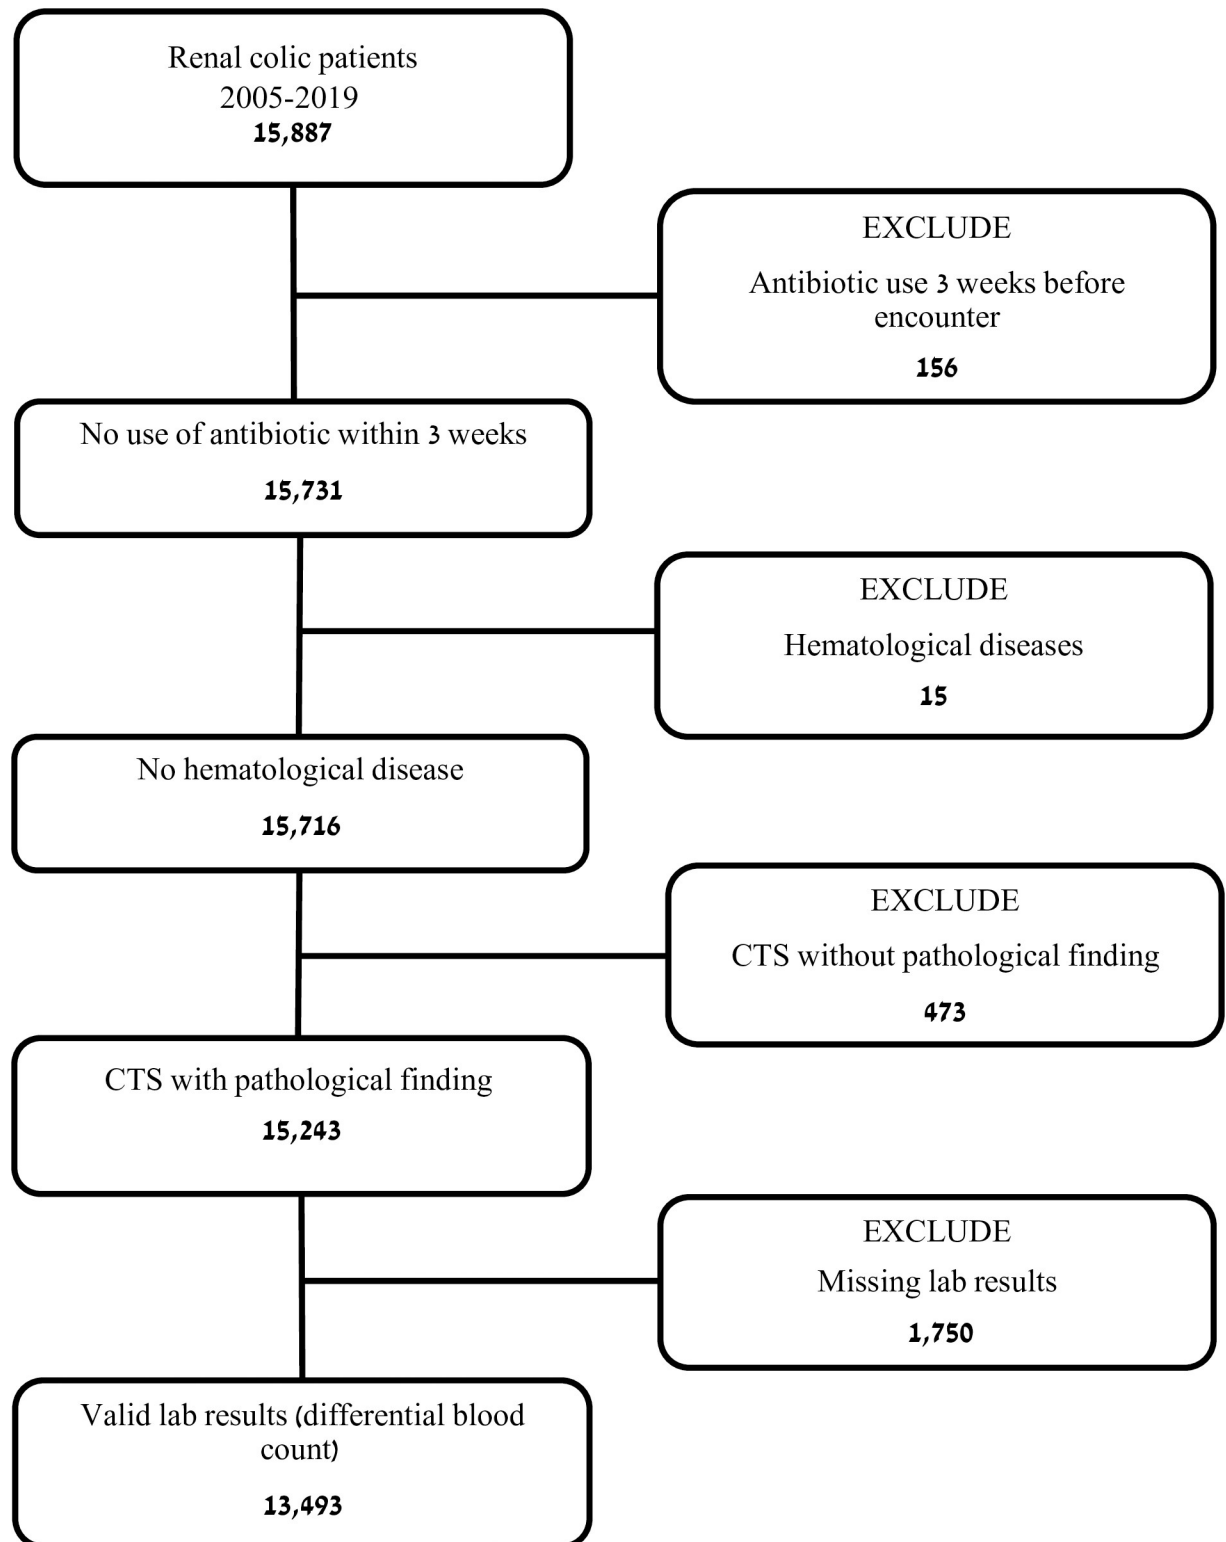 Renal colic patients
2005-2019
15,887
EXCLUDE
Antibiotic use 3 weeks before
encounter
156
No use of antibiotic within 3 weeks
15,731
EXCLUDE
Hematological diseases
15
No hematological disease
15,716
EXCLUDE
CTS without pathological finding
473
CTS with pathological finding
15,243
EXCLUDE
Missing lab results
1,750
Valid lab results (differential blood
count)
13,493